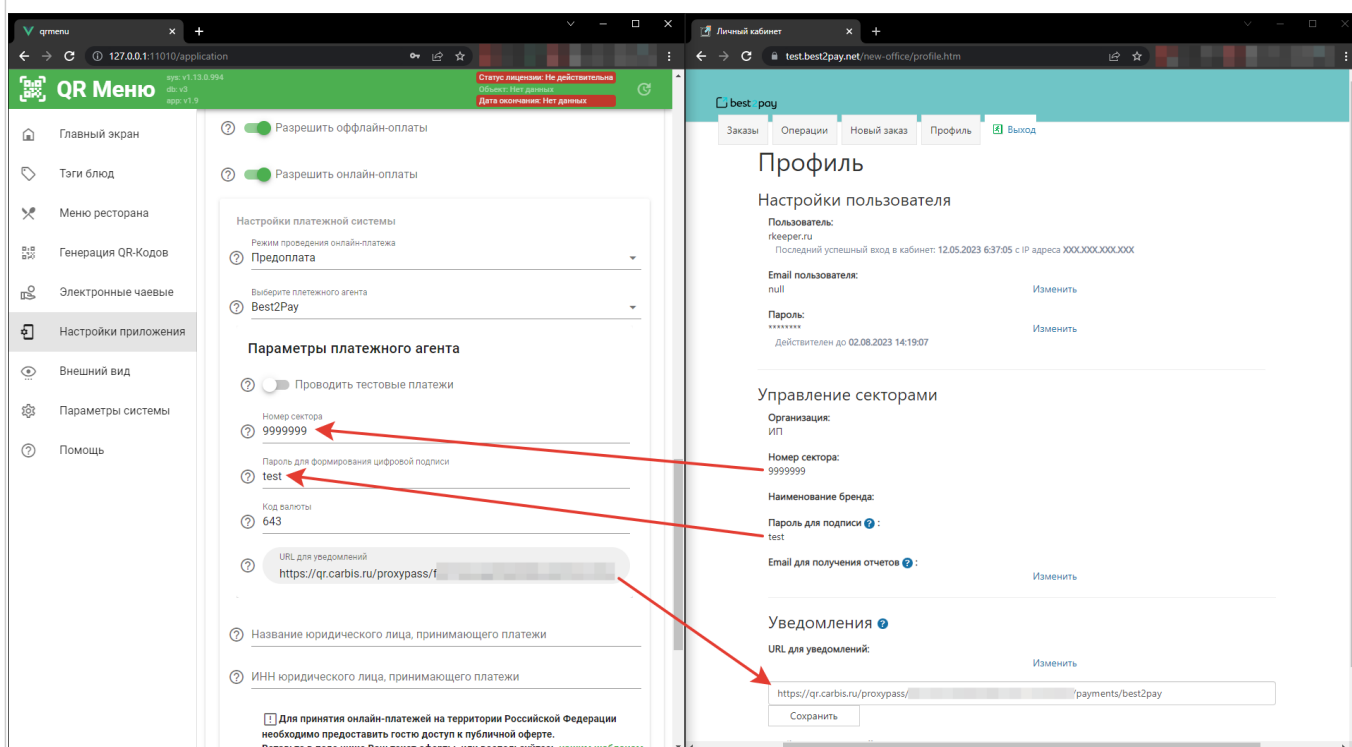 qrmenu
127.0.0.1:11010/application
QR Меню
sys: v1.13.0.994
db: v3
app: v1.9
Статус лицензии: Не действительна
Объект: Нет данных
Дата окончания: Нет данных
Главный экран
Тэги блюд
Меню ресторана
Генерация QR-Кодов
Электронные чаевые
Настройки приложения
Внешний вид
Параметры системы
Помощь
Разрешить оффлайн-оплаты
Разрешить онлайн-оплаты
Настройки платежной системы
Режим проведения онлайн-платежа
Предоплата
Выберите плетежного агента
Best2Pay
Параметры платежного агента
Проводить тестовые платежи
Номер сектора
9999999
Пароль для формирования цифровой подписи
test
Код валюты
643
URL для уведомлений
https://qr.carbis.ru/proxypass/f
Название юридического лица, принимающего платежи
ИНН юридического лица, принимающего платежи
Для принятия онлайн-платежей на территории Российской Федерации
необходимо предоставить гостю доступ к публичной оферте.
Личный кабинет
test.best2pay.net/new-office/profile.htm
best2pay
Заказы Операции Новый заказ Профиль Выход
Профиль
Настройки пользователя
Пользователь:
rkeeper.ru
Последний успешный вход в кабинет: 12.05.2023 6:37:05 с IP адреса XXX.XXX.XXX.XXX
Email пользователя:
null Изменить
Пароль:
******** Изменить
Действителен до 02.08.2023 14:19:07
Управление секторами
Организация:
ИП
Номер сектора:
9999999
Наименование бренда:
Пароль для подписи ? :
test
Email для получения отчетов ? :
Изменить
Уведомления ?
URL для уведомлений:
Изменить
https://qr.carbis.ru/proxypass/ /payments/best2pay
Сохранить